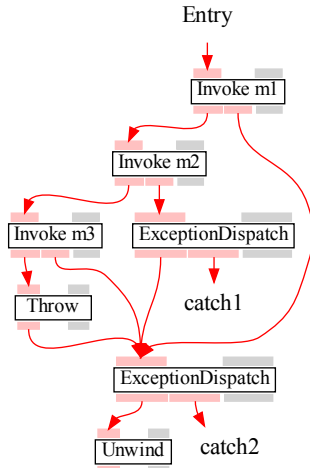 Entry
Invoke m1
Invoke m2
Invoke m3
ExceptionDispatch
Throw
catch1
ExceptionDispatch
Unwind
catch2